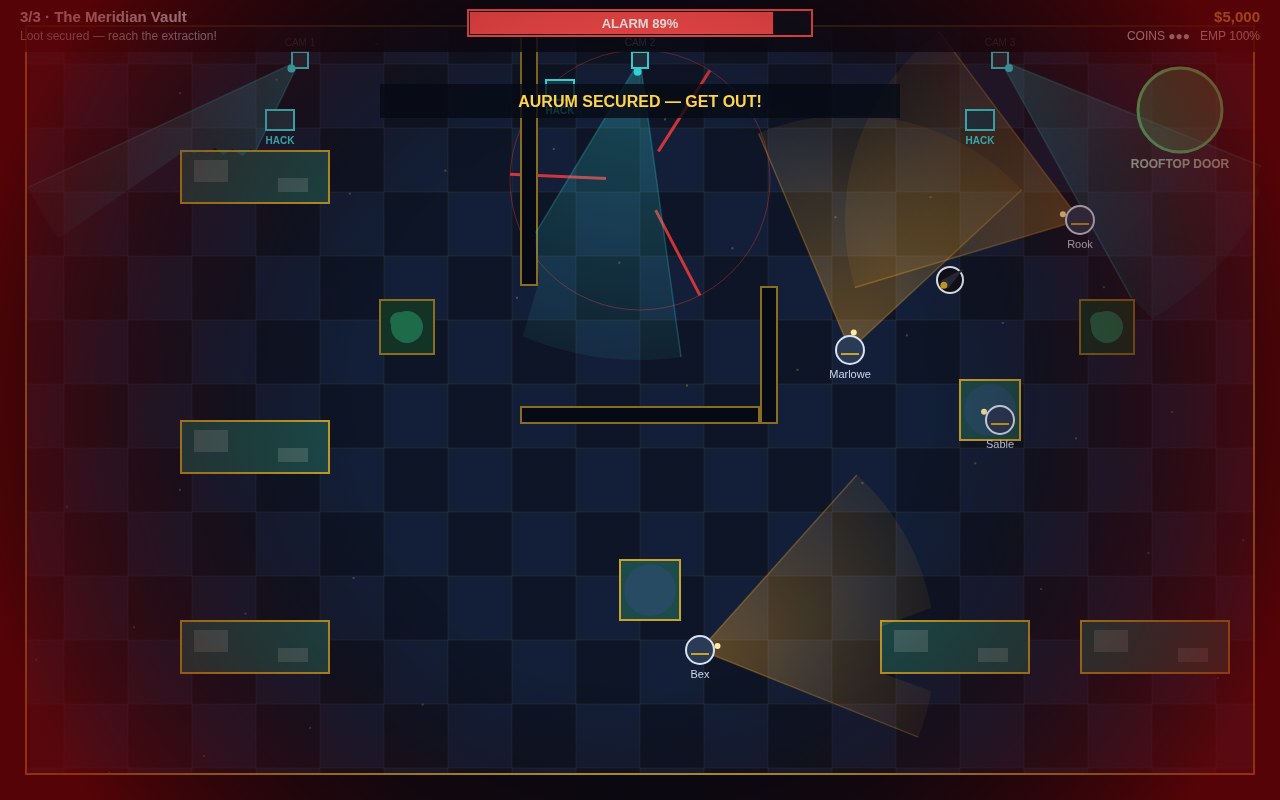 3/3 · The Meridian Vault
ALARM 89%
$5,000
Loot secured — reach the extraction!
COINS ●●● EMP 100%
CAM 1
CAM 2
CAM 3
AURUM SECURED — GET OUT!
HACK
HACK
HACK
ROOFTOP DOOR
Rook
Marlowe
Sable
Bex